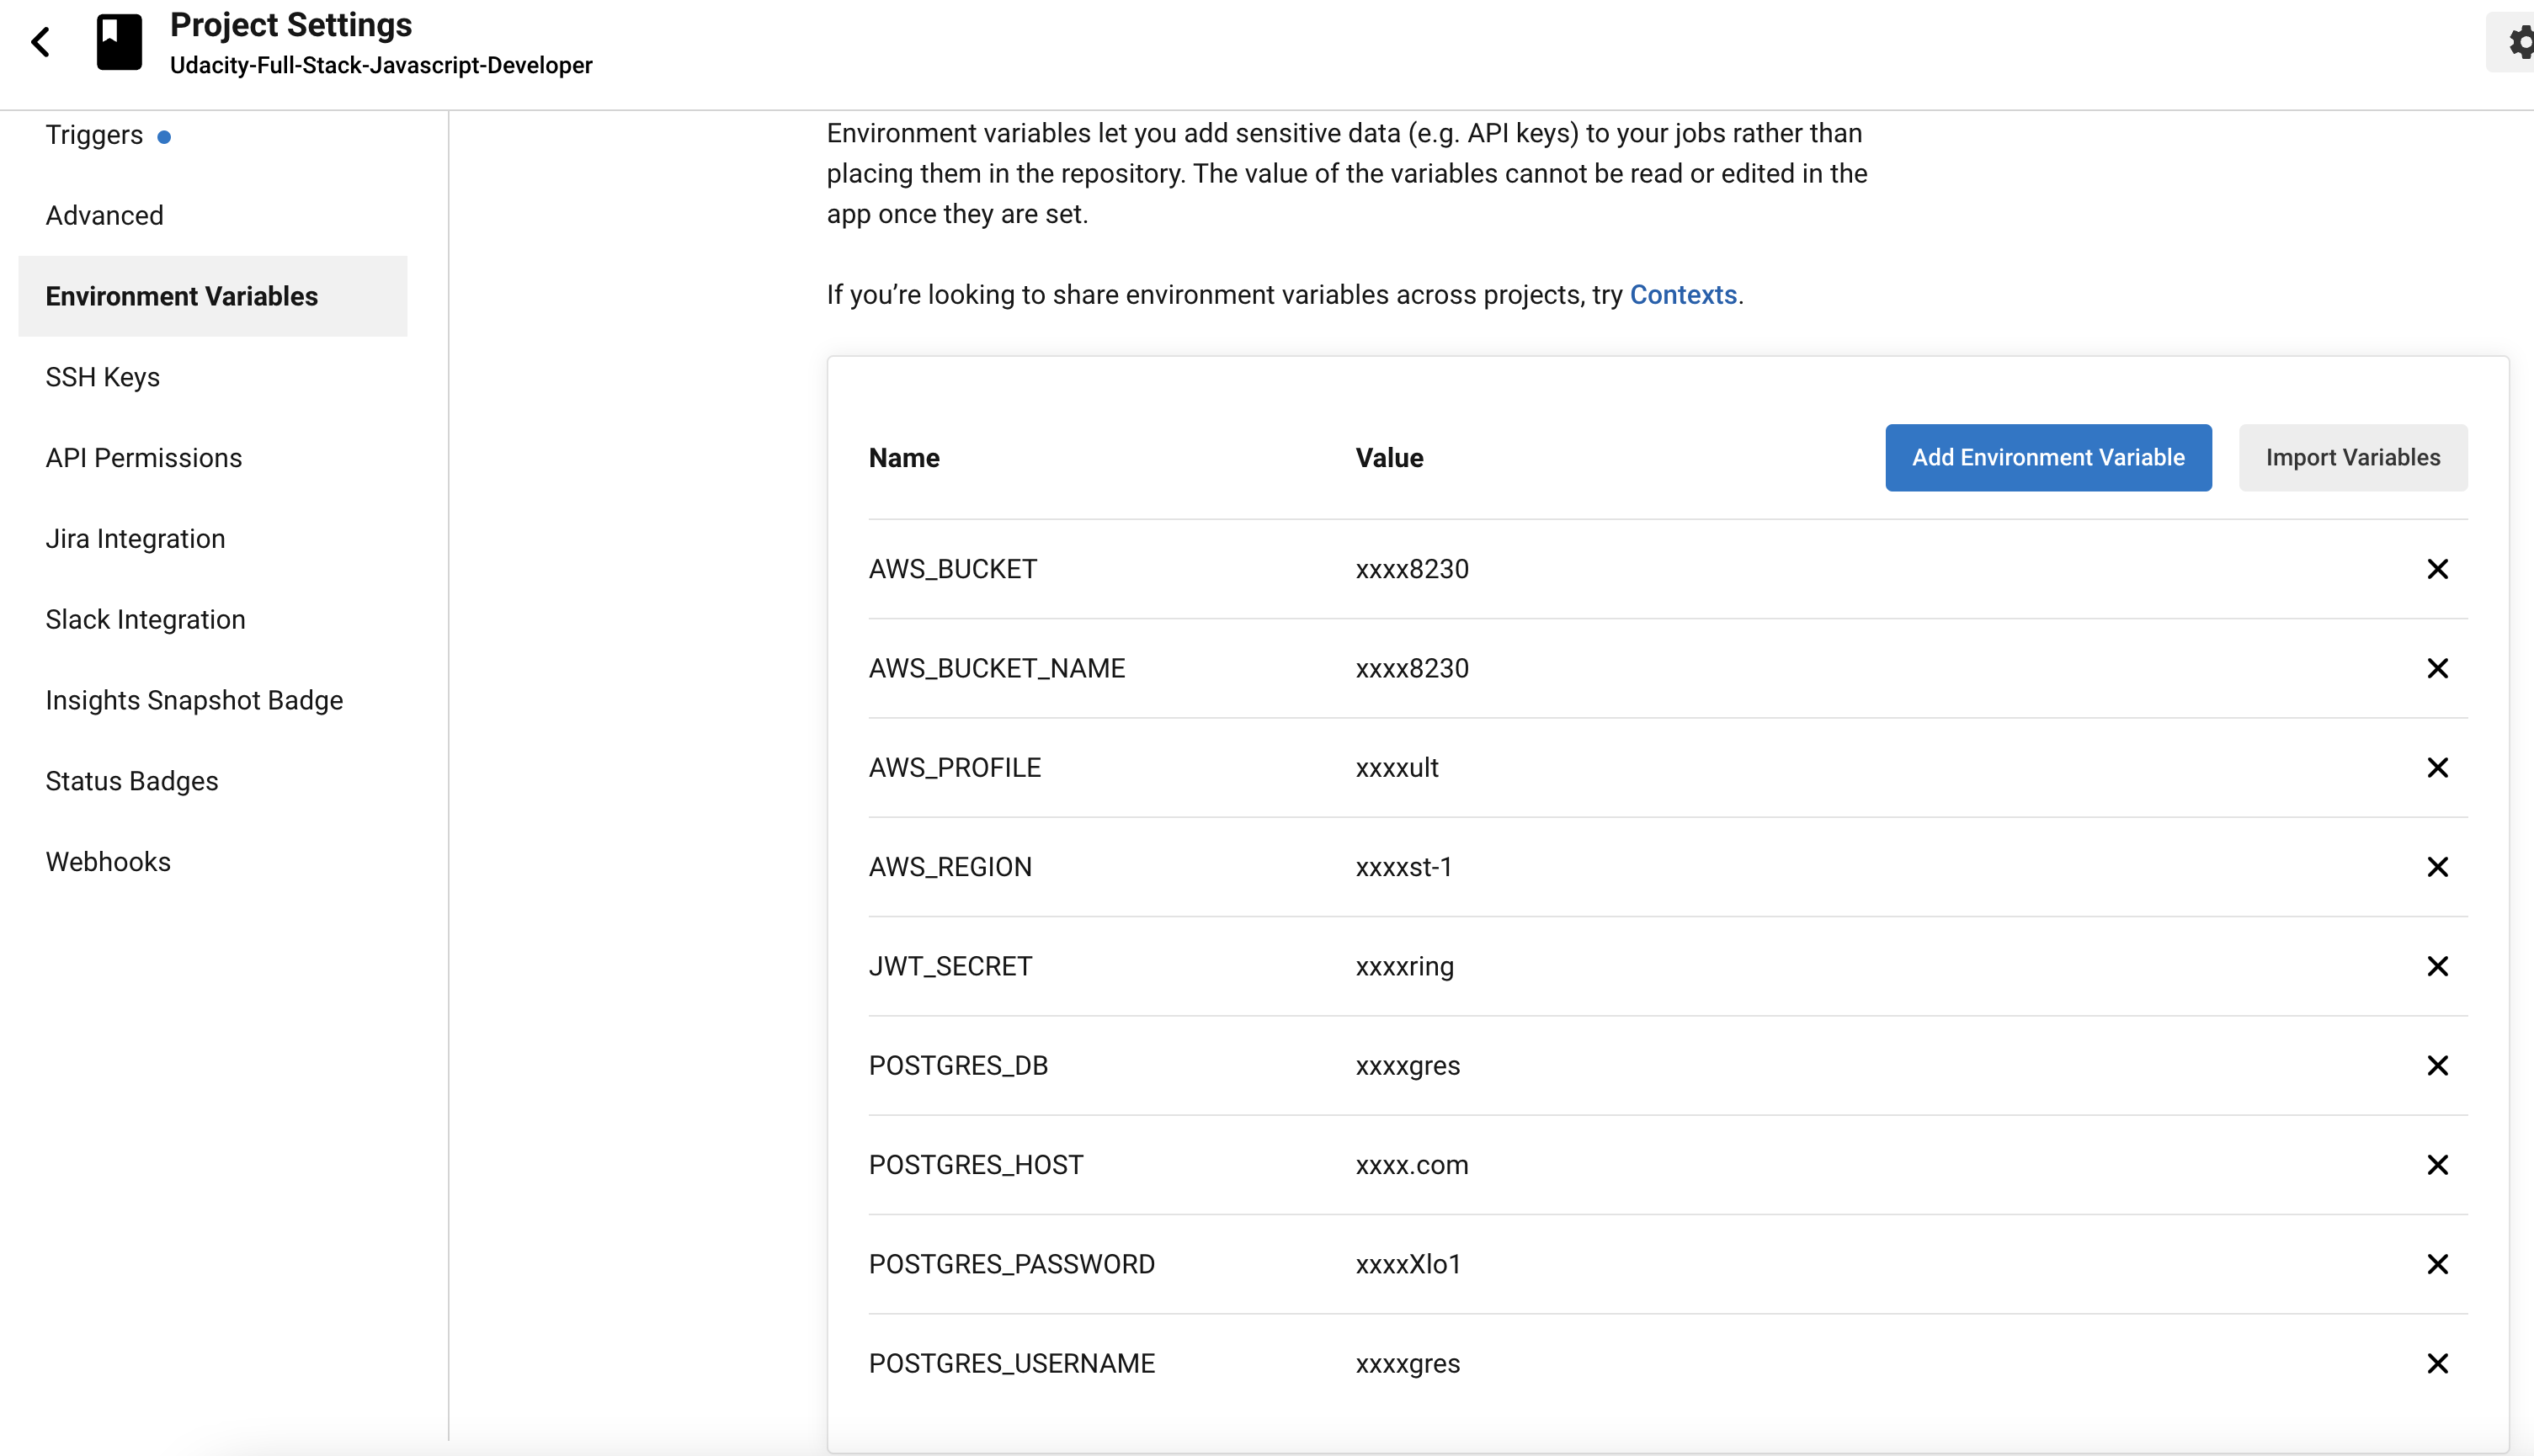 Project Settings
Udacity-Full-Stack-Javascript-Developer
Triggers
Advanced
Environment Variables
SSH Keys
API Permissions
Jira Integration
Slack Integration
Insights Snapshot Badge
Status Badges
Webhooks
Environment variables let you add sensitive data (e.g. API keys) to your jobs rather than
placing them in the repository. The value of the variables cannot be read or edited in the
app once they are set.
If you’re looking to share environment variables across projects, try Contexts.
Name Value Add Environment Variable Import Variables
AWS_BUCKET xxxx8230
AWS_BUCKET_NAME xxxx8230
AWS_PROFILE xxxxult
AWS_REGION xxxxst-1
JWT_SECRET xxxxring
POSTGRES_DB xxxxgres
POSTGRES_HOST xxxx.com
POSTGRES_PASSWORD xxxxXlo1
POSTGRES_USERNAME xxxxgres